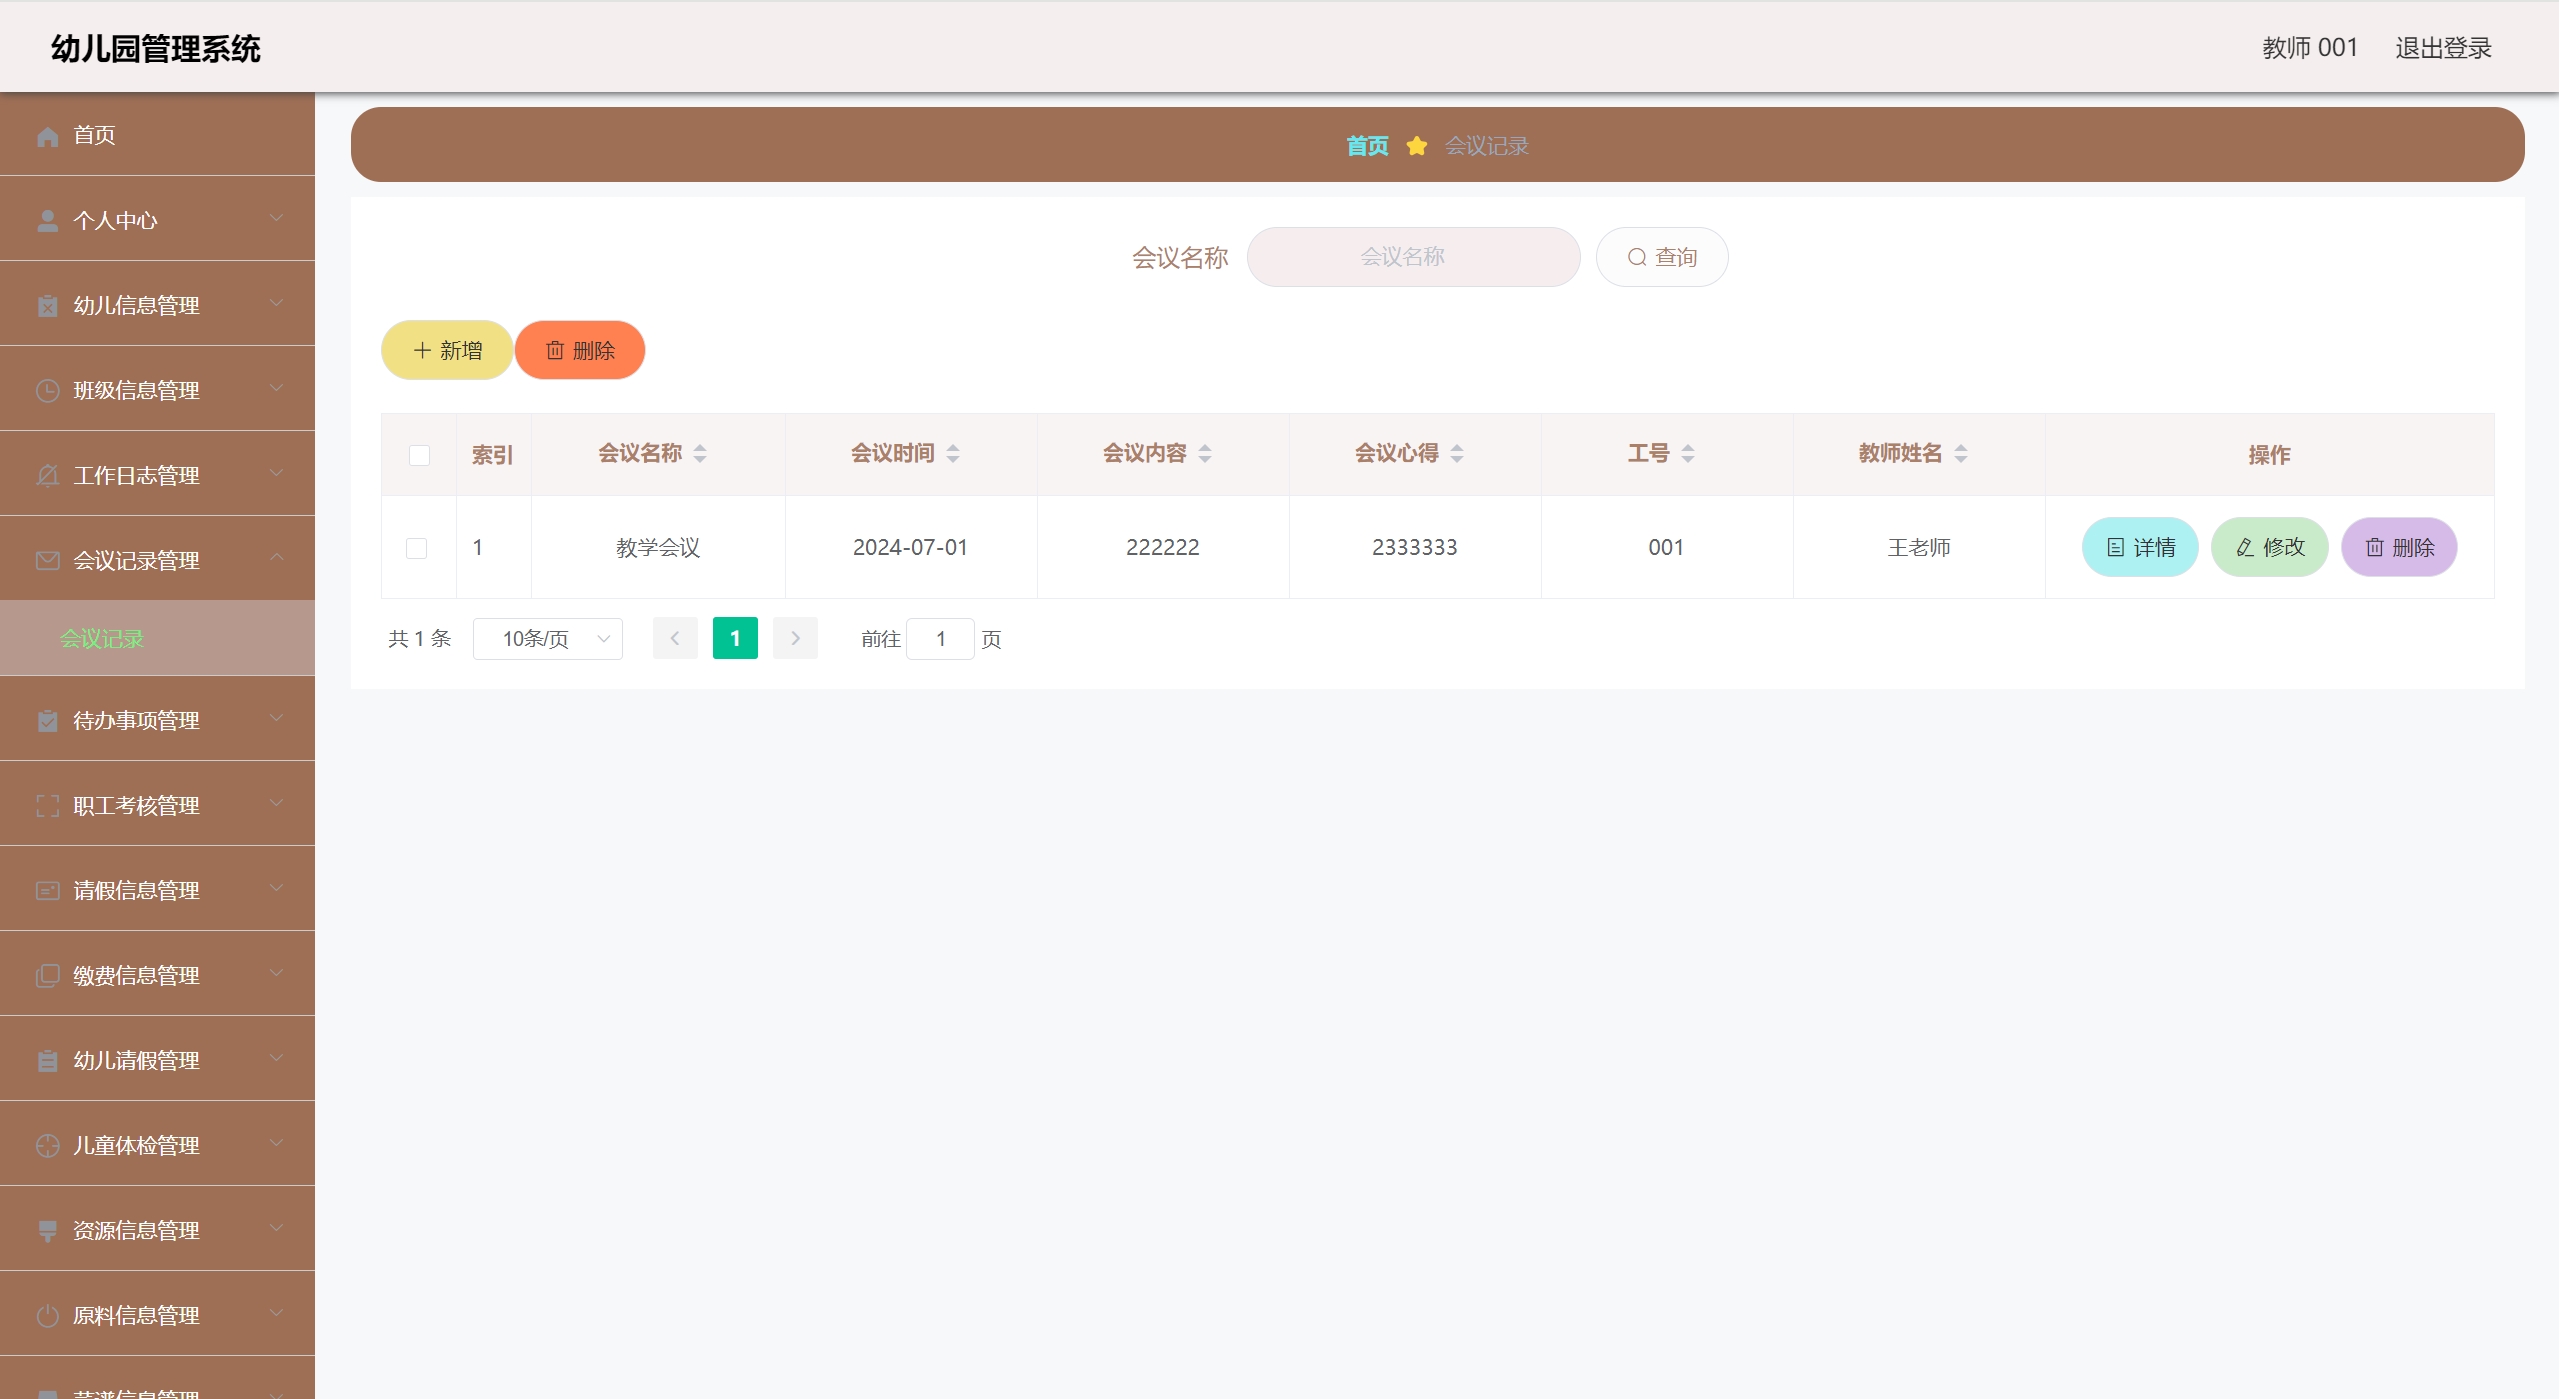 幼儿园管理系统
教师 001 退出登录
首页
个人中心
幼儿信息管理
班级信息管理
工作日志管理
会议记录管理
会议记录
待办事项管理
职工考核管理
请假信息管理
缴费信息管理
幼儿请假管理
儿童体检管理
资源信息管理
原料信息管理
菜谱信息管理
首页 会议记录
会议名称 会议名称 查询
新增 删除
索引 会议名称 会议时间 会议内容 会议心得 工号 教师姓名 操作
1 教学会议 2024-07-01 222222 2333333 001 王老师 详情 修改 删除
共 1 条 10条/页 1 前往 1 页